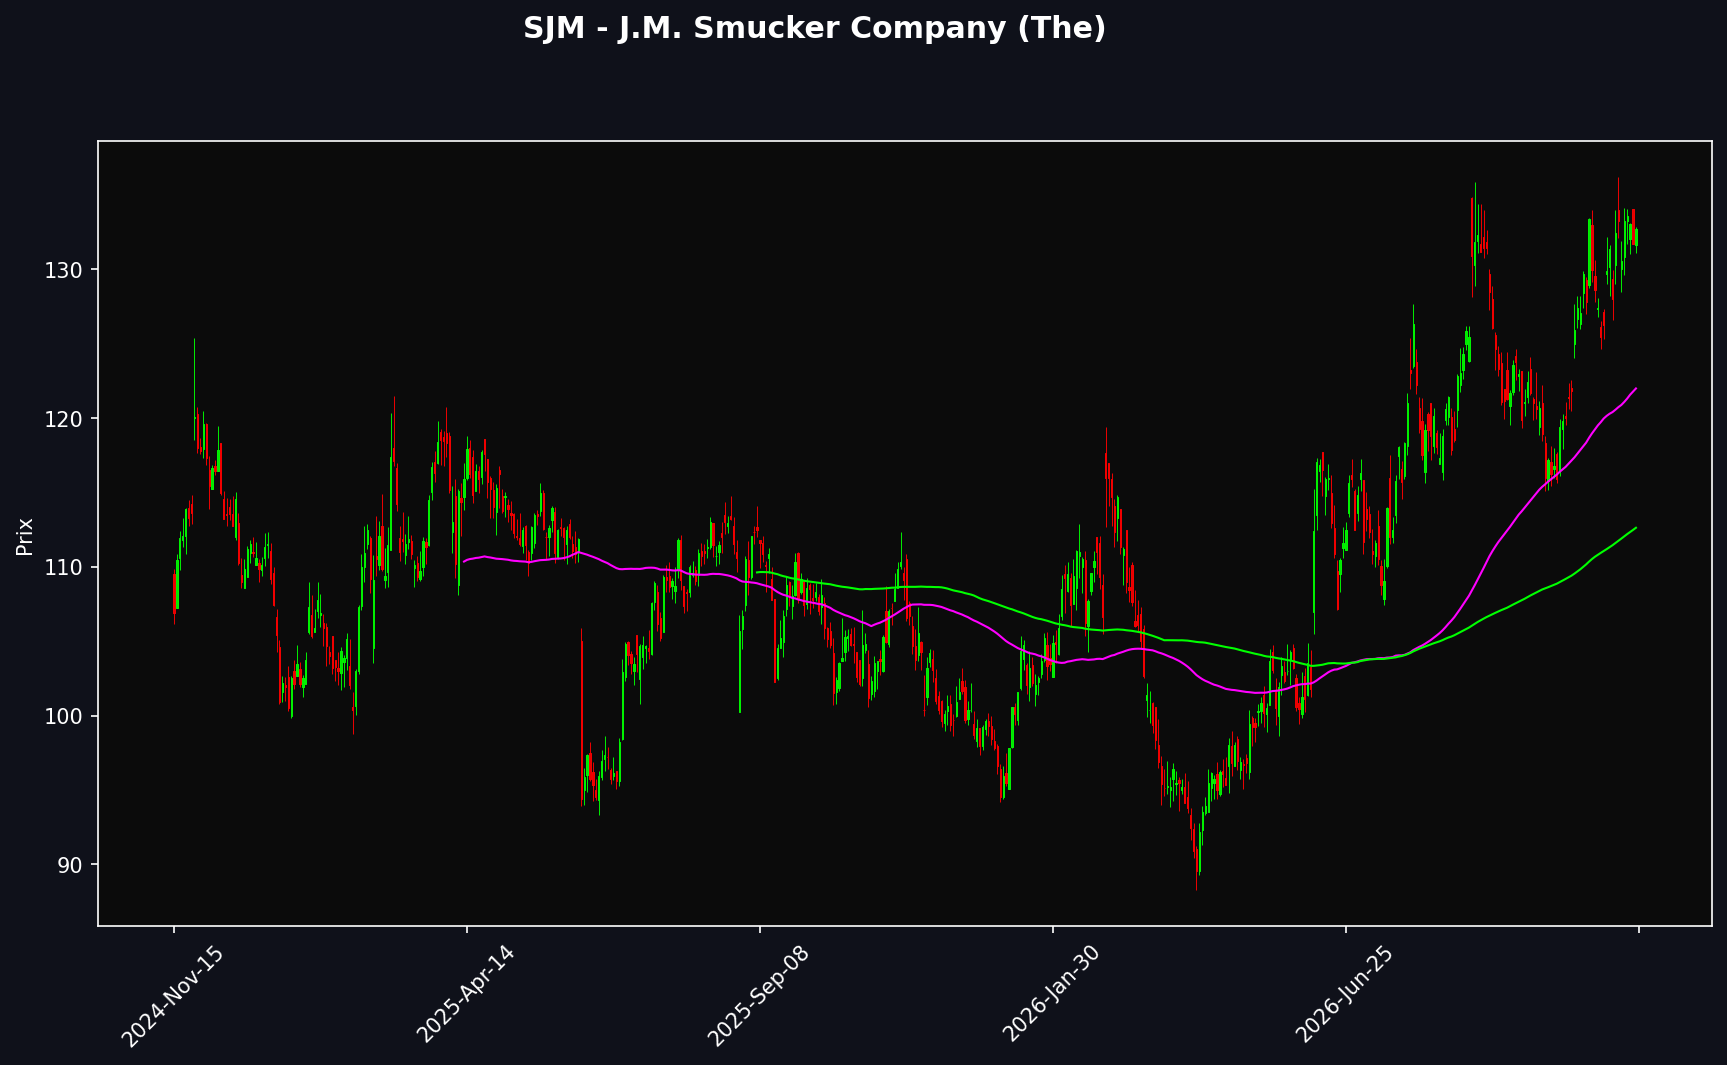 SJM - J.M. Smucker Company (The)
Prix
130
120
110
100
90
2024-Nov-15
2025-Apr-14
2025-Sep-08
2026-Jan-30
2026-Jun-25